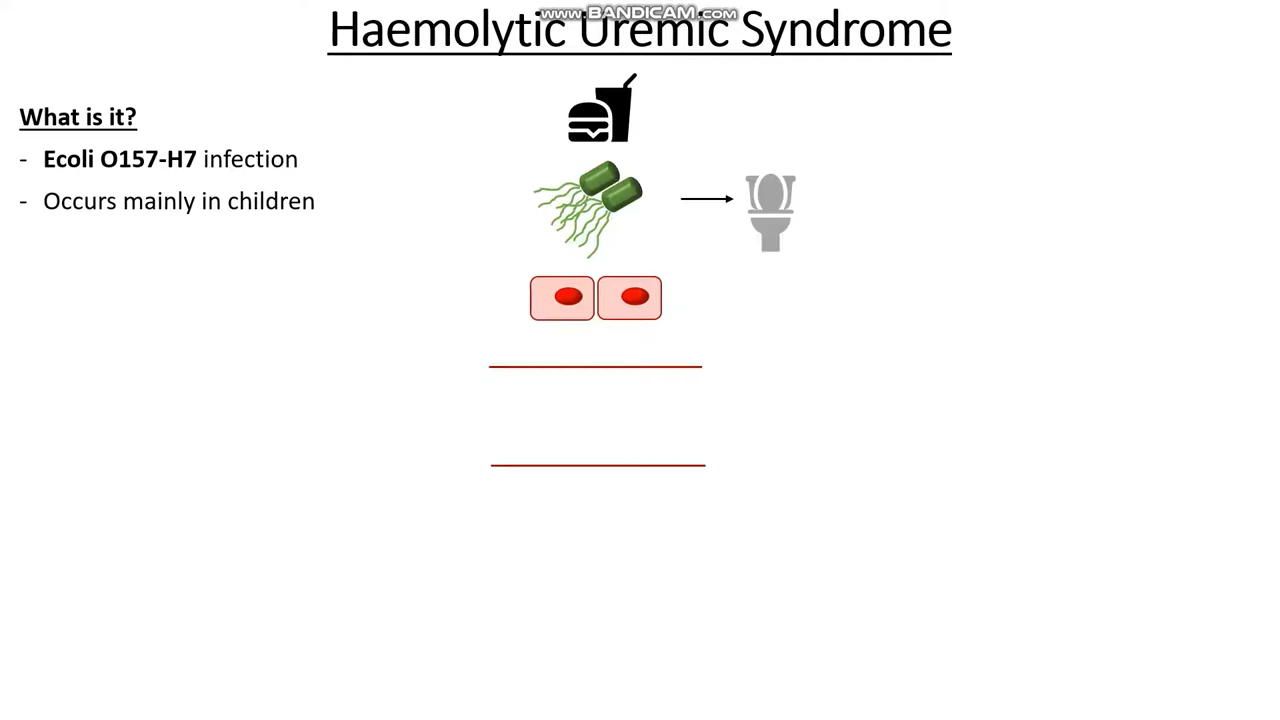 www.BANDICAM.com
Haemolytic Uremic Syndrome
What is it?
- Ecoli O157-H7 infection
- Occurs mainly in children